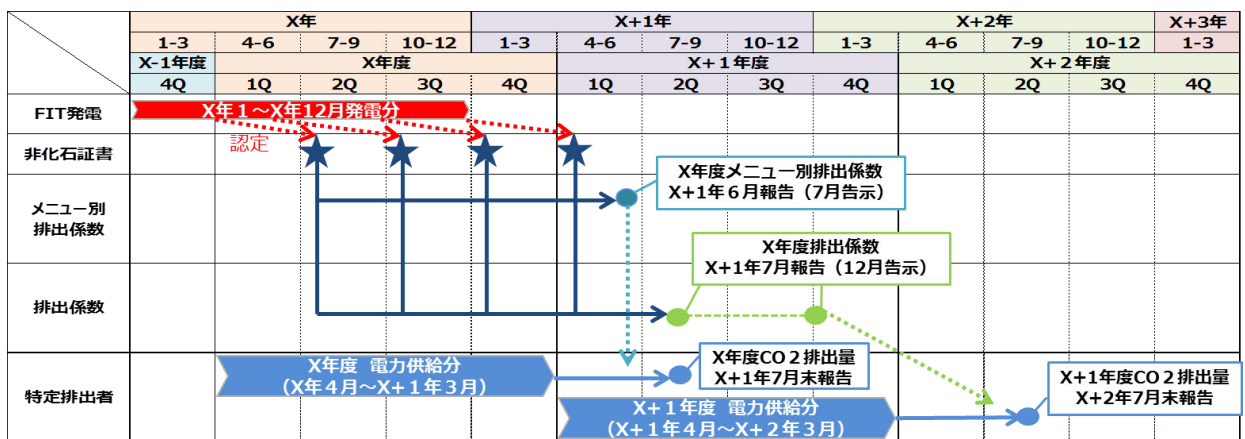 X年
X+1年
X+2年
X+3年
1-3
4-6
7-9
10-12
1-3
4-6
7-9
10-12
1-3
4-6
7-9
10-12
1-3
X-1年度
X年度
X+1年度
X+2年度
4Q
1Q
2Q
3Q
4Q
1Q
2Q
3Q
4Q
1Q
2Q
3Q
4Q
FIT発電
X年1～X年12月発電分
認定
非化石証書
メニュー別
排出係数
X年度メニュー別排出係数
X+1年6月報告（7月告示）
X年度排出係数
X+1年7月報告（12月告示）
排出係数
特定排出者
X年度 電力供給分
（X年4月～X+1年3月）
X年度CO2排出量
X+1年7月末報告
X+1年度 電力供給分
（X+1年4月～X+2年3月）
X+1年度CO2排出量
X+2年7月末報告